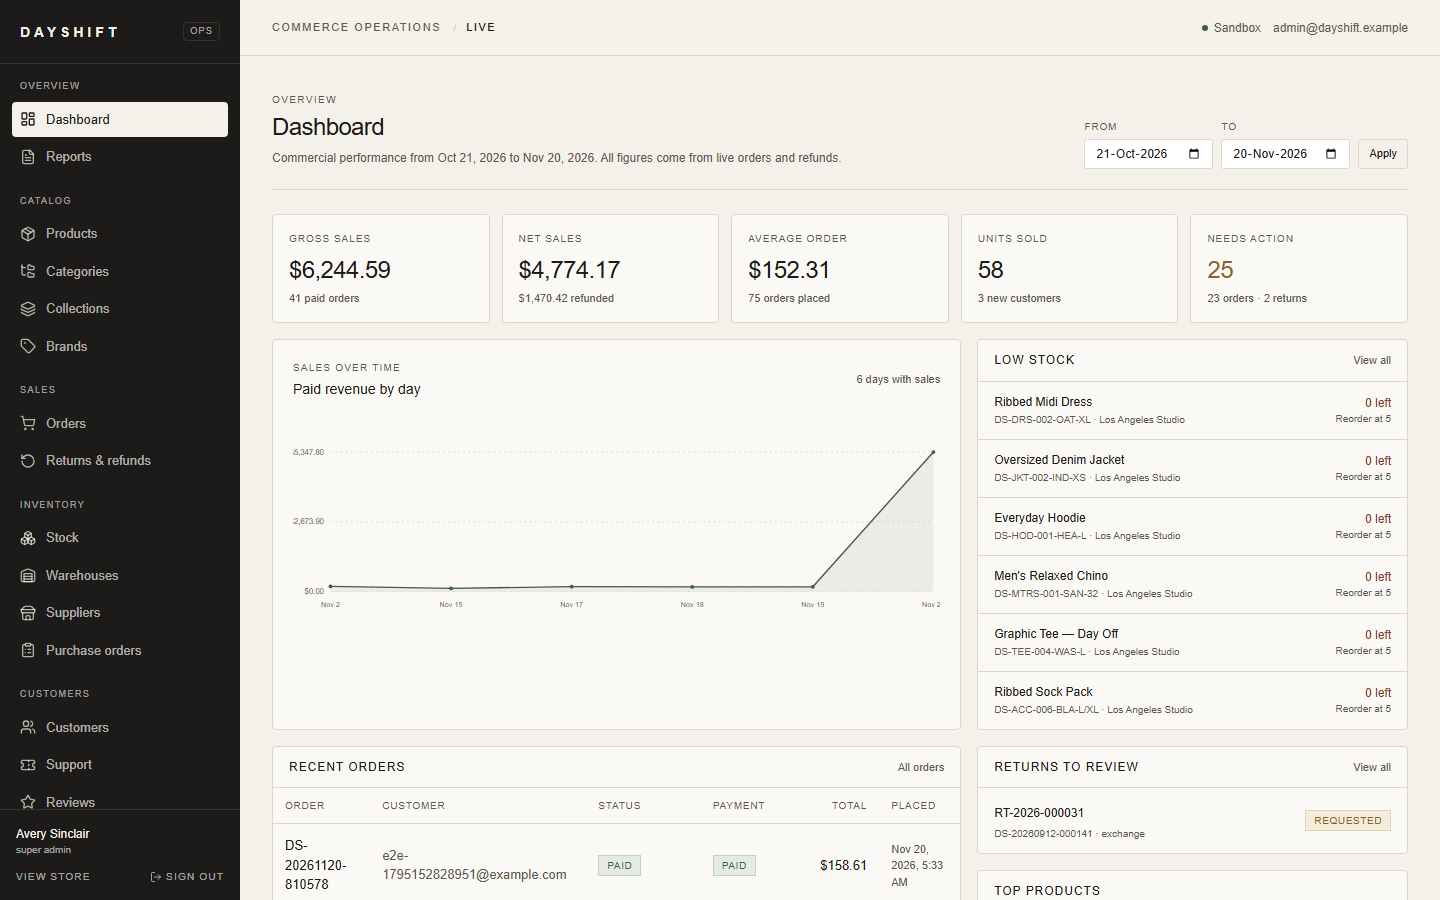 DAYSHIFT
OPS
OVERVIEW
Dashboard
Reports
CATALOG
Products
Categories
Collections
Brands
SALES
Orders
Returns & refunds
INVENTORY
Stock
Warehouses
Suppliers
Purchase orders
CUSTOMERS
Customers
Support
Reviews
Avery Sinclair
super admin
VIEW STORE
SIGN OUT
COMMERCE OPERATIONS / LIVE
Sandbox admin@dayshift.example
OVERVIEW
Dashboard
Commercial performance from Oct 21, 2026 to Nov 20, 2026. All figures come from live orders and refunds.
FROM
21-Oct-2026
TO
20-Nov-2026
Apply
GROSS SALES
$6,244.59
41 paid orders
NET SALES
$4,774.17
$1,470.42 refunded
AVERAGE ORDER
$152.31
75 orders placed
UNITS SOLD
58
3 new customers
NEEDS ACTION
25
23 orders · 2 returns
SALES OVER TIME
Paid revenue by day
6 days with sales
5,347.80
2,673.90
$0.00
Nov 2
Nov 15
Nov 17
Nov 18
Nov 19
Nov 2
LOW STOCK
View all
Ribbed Midi Dress
DS-DRS-002-OAT-XL · Los Angeles Studio
0 left
Reorder at 5
Oversized Denim Jacket
DS-JKT-002-IND-XS · Los Angeles Studio
0 left
Reorder at 5
Everyday Hoodie
DS-HOD-001-HEA-L · Los Angeles Studio
0 left
Reorder at 5
Men's Relaxed Chino
DS-MTRS-001-SAN-32 · Los Angeles Studio
0 left
Reorder at 5
Graphic Tee — Day Off
DS-TEE-004-WAS-L · Los Angeles Studio
0 left
Reorder at 5
Ribbed Sock Pack
DS-ACC-006-BLA-L/XL · Los Angeles Studio
0 left
Reorder at 5
RECENT ORDERS
All orders
ORDER
CUSTOMER
STATUS
PAYMENT
TOTAL
PLACED
DS-
20261120-
810578
e2e-
1795152828951@example.com
PAID
PAID
$158.61
Nov 20,
2026, 5:33
AM
RETURNS TO REVIEW
View all
RT-2026-000031
DS-20260912-000141 · exchange
REQUESTED
TOP PRODUCTS